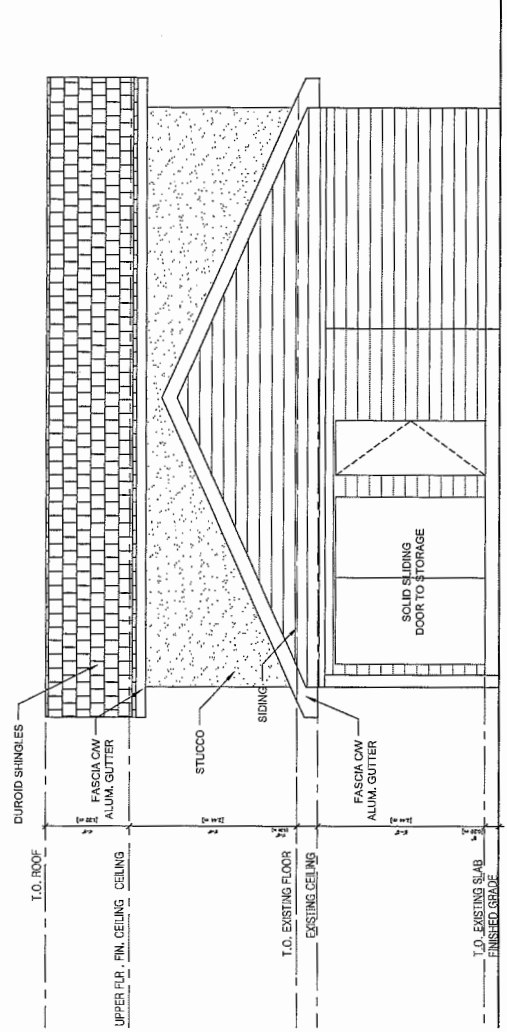 DUROID SHINGLES
FASCIA C/W
ALUM. GUTTER
STUCCO
SIDING
FASCIA C/W
ALUM. GUTTER
SOLID SLIDING
DOOR TO STORAGE
T.O. ROOF
UPPER FLR. FIN. CEILING CEILING
T.O. EXISTING FLOOR
EXISTING CEILING
T.O. EXISTING SLAB
FINISHED GRADE